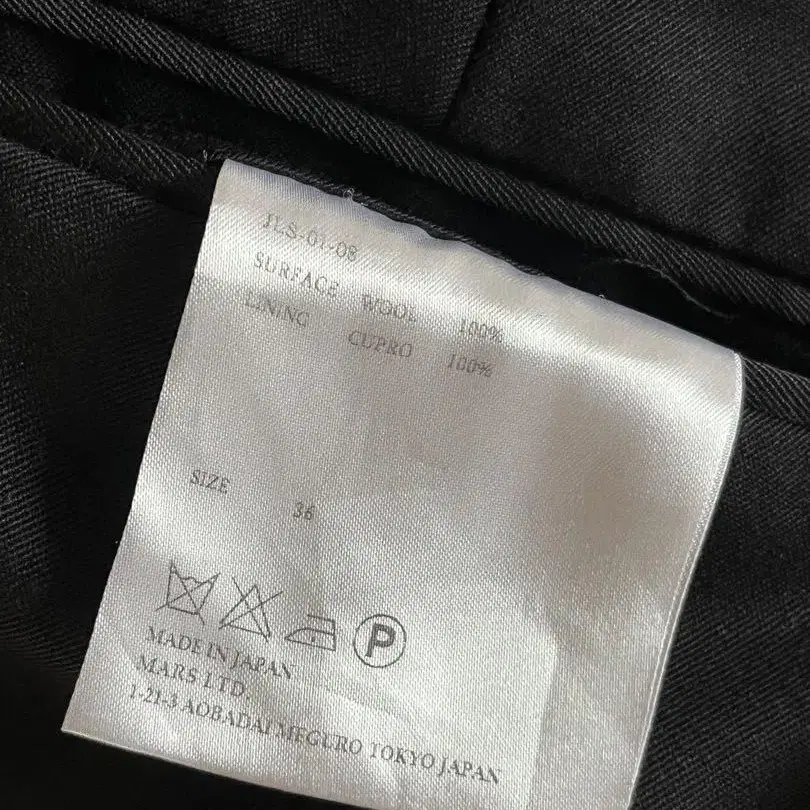 JLS-01-08
SURFACE WOOL 100%
LINING CUPRO 100%
SIZE 36
P
MADE IN JAPAN
MARS LTD.
1-21-3 AOBADAI MEGURO TOKYO JAPAN